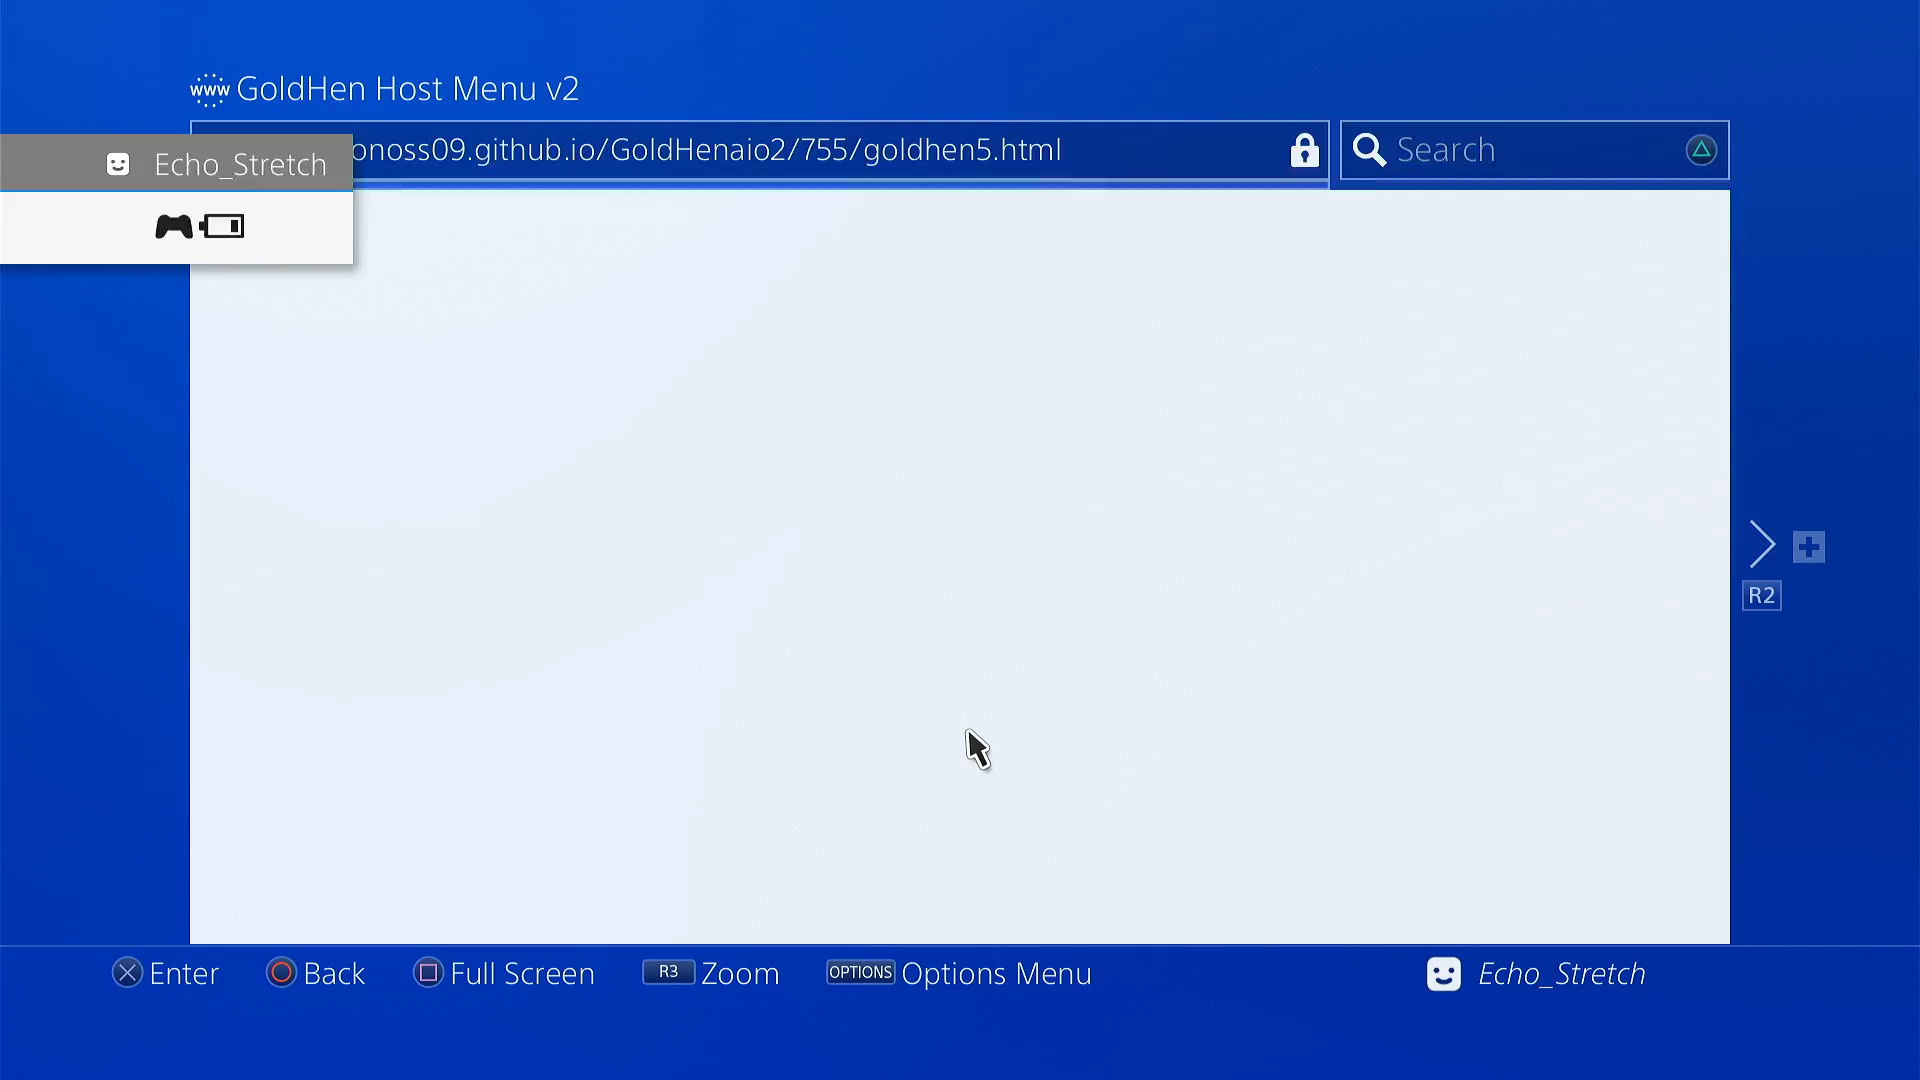 www GoldHen Host Menu v2
onoss09.github.io/GoldHenaio2/755/goldhen5.html
Search
Echo_Stretch
R2
Enter
Back
Full Screen
R3 Zoom
OPTIONS Options Menu
Echo_Stretch